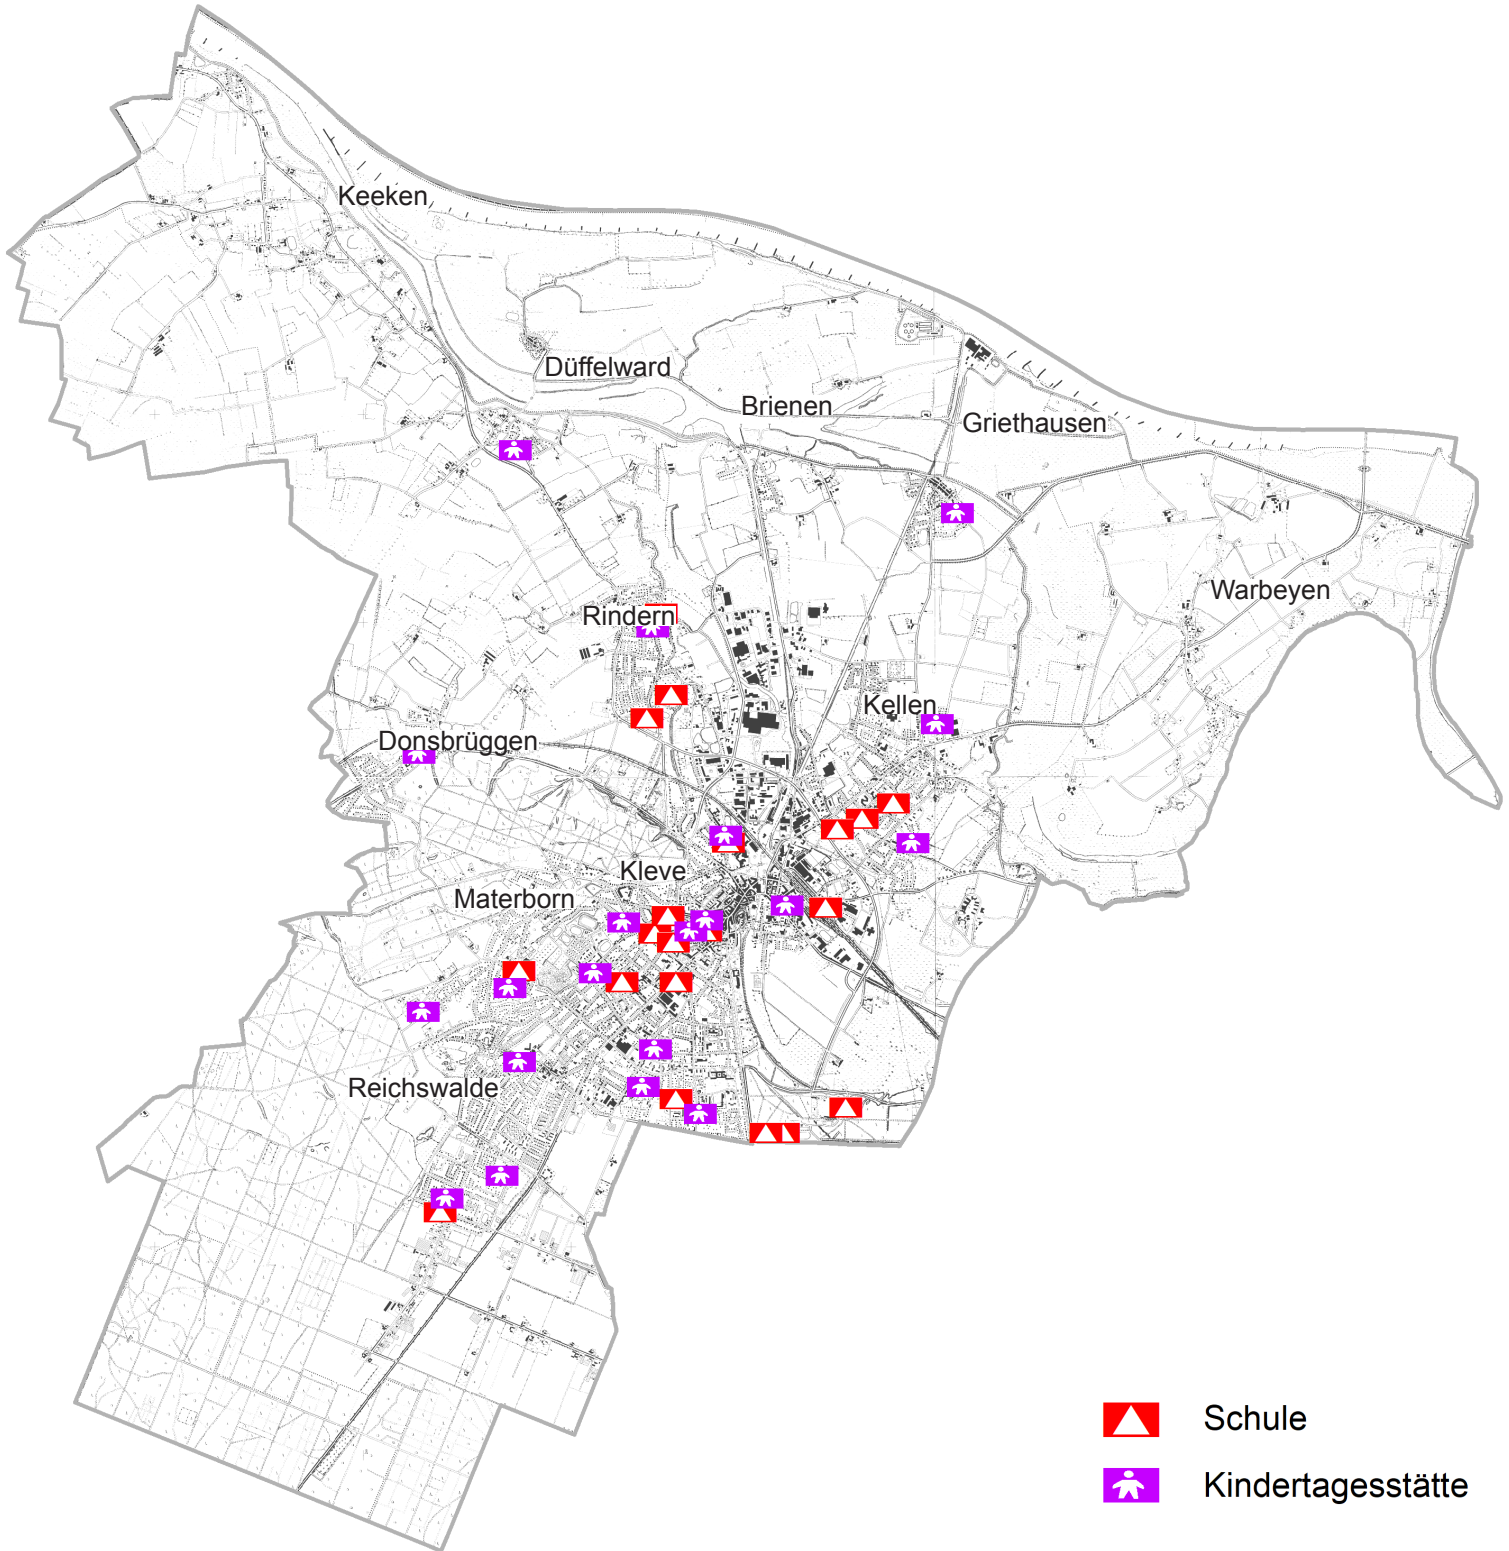 Keeken
Düffelward
Brienen
Griethausen
Warbeyen
Rindern
Kellen
Donsbrüggen
Kleve
Materborn
Reichswalde
Schule
Kindertagesstätte